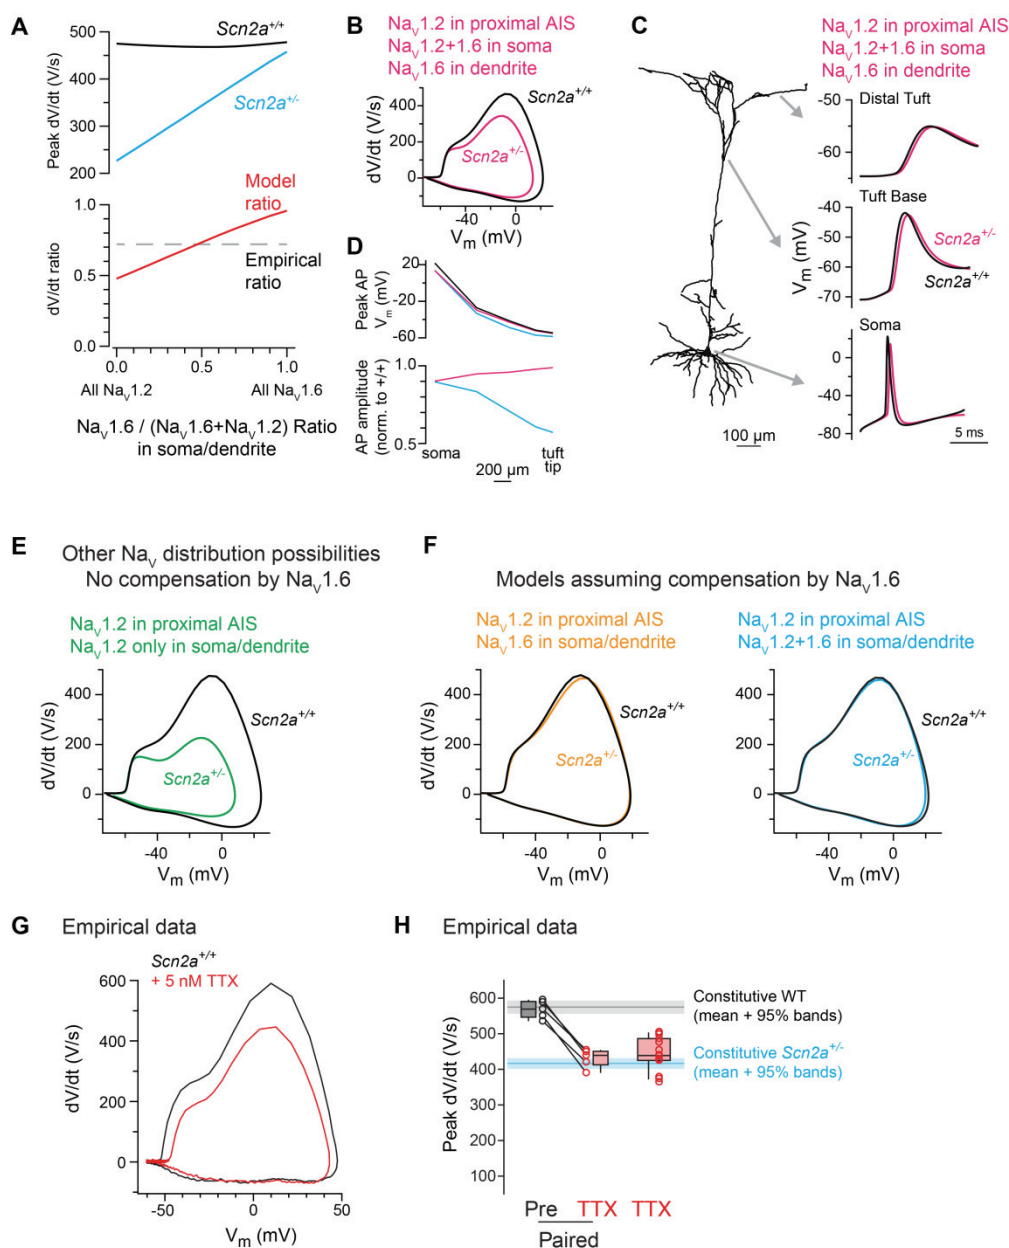 A
Scn2a+/+
500
400
300
200
Peak dV/dt (V/s)
Scn2a+/-
1.0
0.5
0.0
dV/dt ratio
Model
ratio
Empirical
ratio
0.0
0.5
1.0
All NaV1.2
All NaV1.6
NaV1.6 / (NaV1.6+NaV1.2) Ratio
in soma/dendrite
B
NaV1.2 in proximal AIS
NaV1.2+1.6 in soma
NaV1.6 in dendrite
400
200
0
dV/dt (V/s)
Scn2a+/+
Scn2a+/-
-40
0
Vm (mV)
D
20
-20
-60
Peak AP
Vm (mV)
1.0
0.5
AP amplitude
(norm. to +/+)
soma
tuft
tip
200 µm
C
NaV1.2 in proximal AIS
NaV1.2+1.6 in soma
NaV1.6 in dendrite
-50
Distal Tuft
-60
Tuft Base
-40
-50
-60
-70
Vm (mV)
Scn2a+/-
Scn2a+/+
Soma
0
-40
-80
100 µm
5 ms
E
Other NaV distribution possibilities
No compensation by NaV1.6
NaV1.2 in proximal AIS
NaV1.2 only in soma/dendrite
400
200
0
dV/dt (V/s)
Scn2a+/+
Scn2a+/-
-40
0
Vm (mV)
F
Models assuming compensation by NaV1.6
NaV1.2 in proximal AIS
NaV1.6 in soma/dendrite
400
200
0
dV/dt (V/s)
Scn2a+/+
Scn2a+/-
-40
0
Vm (mV)
NaV1.2 in proximal AIS
NaV1.2+1.6 in soma/dendrite
400
200
0
Scn2a+/+
Scn2a+/-
-40
0
Vm (mV)
G
Empirical data
Scn2a+/+
+ 5 nM TTX
600
400
200
0
dV/dt (V/s)
-50
0
50
Vm (mV)
H
Empirical data
600
500
400
300
200
100
Peak dV/dt (V/s)
Constitutive WT
(mean + 95% bands)
Constitutive Scn2a+/-
(mean + 95% bands)
Pre
TTX
TTX
Paired